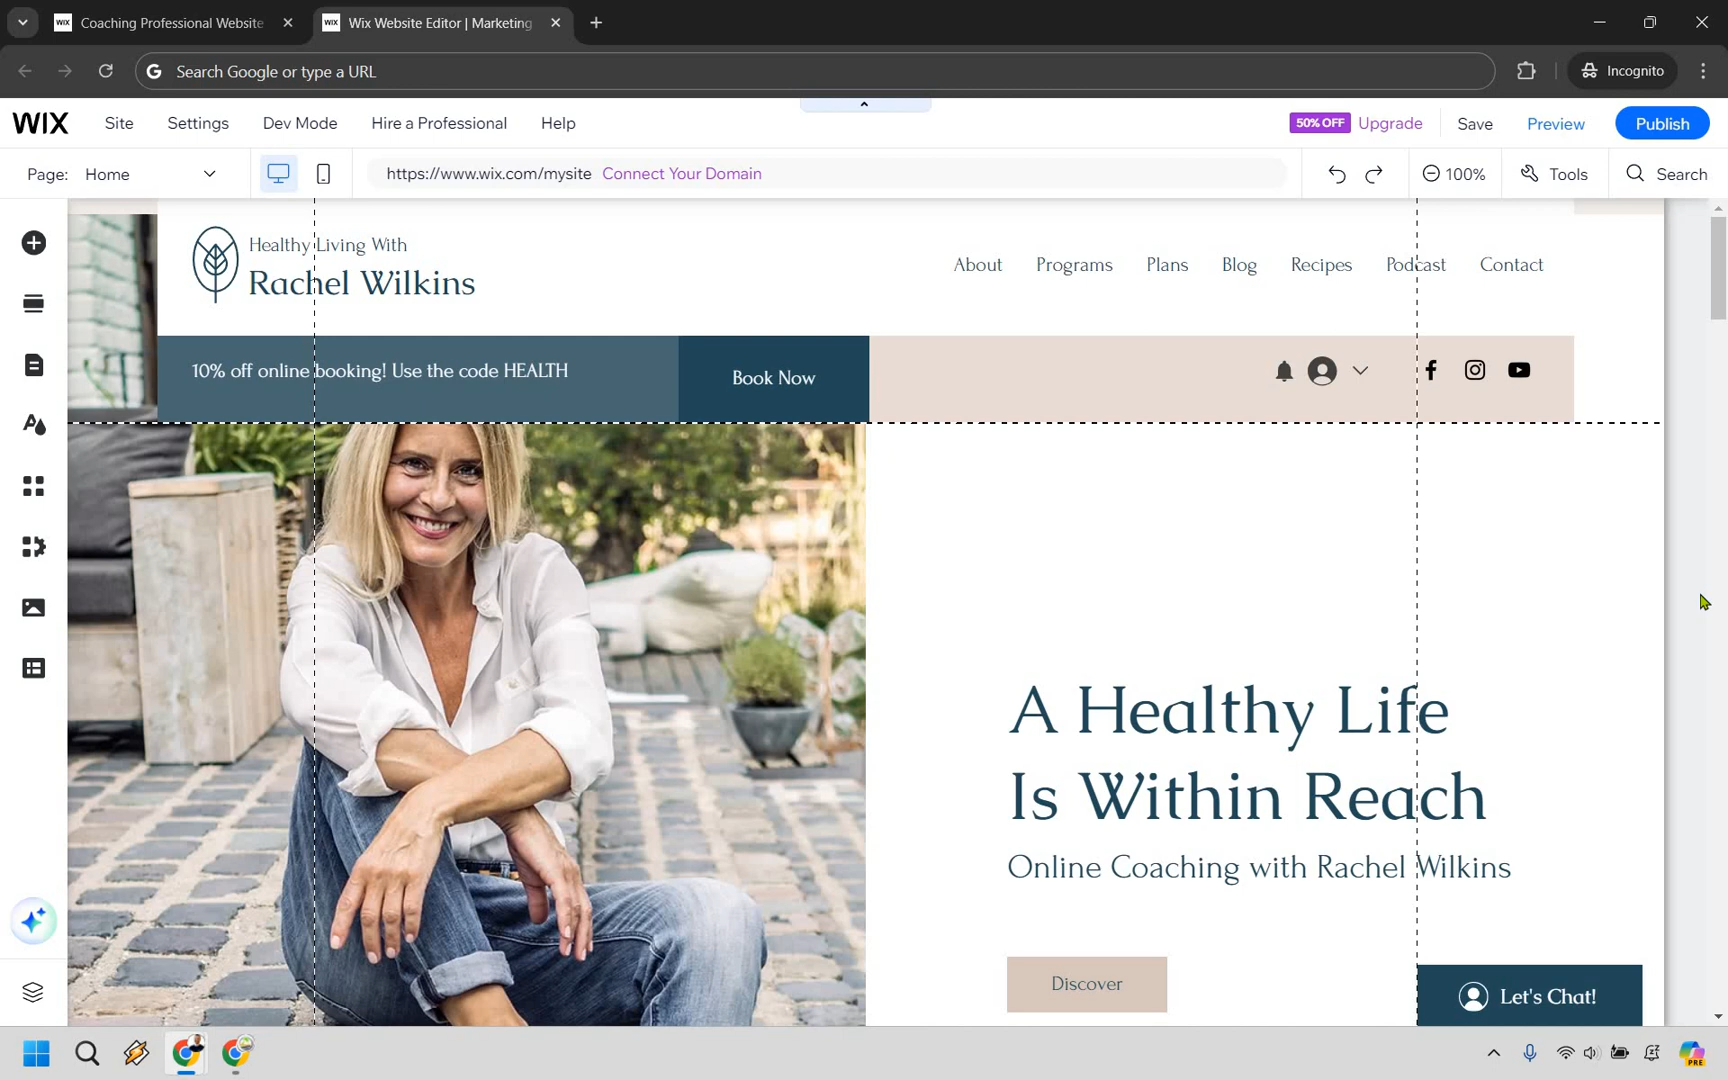 WIX Coaching Professional Website
WIX Wix Website Editor | Marketing
Search Google or type a URL
Incognito
WIX
Site
Settings
Dev Mode
Hire a Professional
Help
50% OFF Upgrade
Save
Preview
Publish
Page: Home
https://www.wix.com/mysite Connect Your Domain
100%
Tools
Search
Healthy Living With
Rachel Wilkins
About
Programs
Plans
Blog
Recipes
Podcast
Contact
10% off online booking! Use the code HEALTH
Book Now
A Healthy Life
Is Within Reach
Online Coaching with Rachel Wilkins
Discover
Let's Chat!
PRE